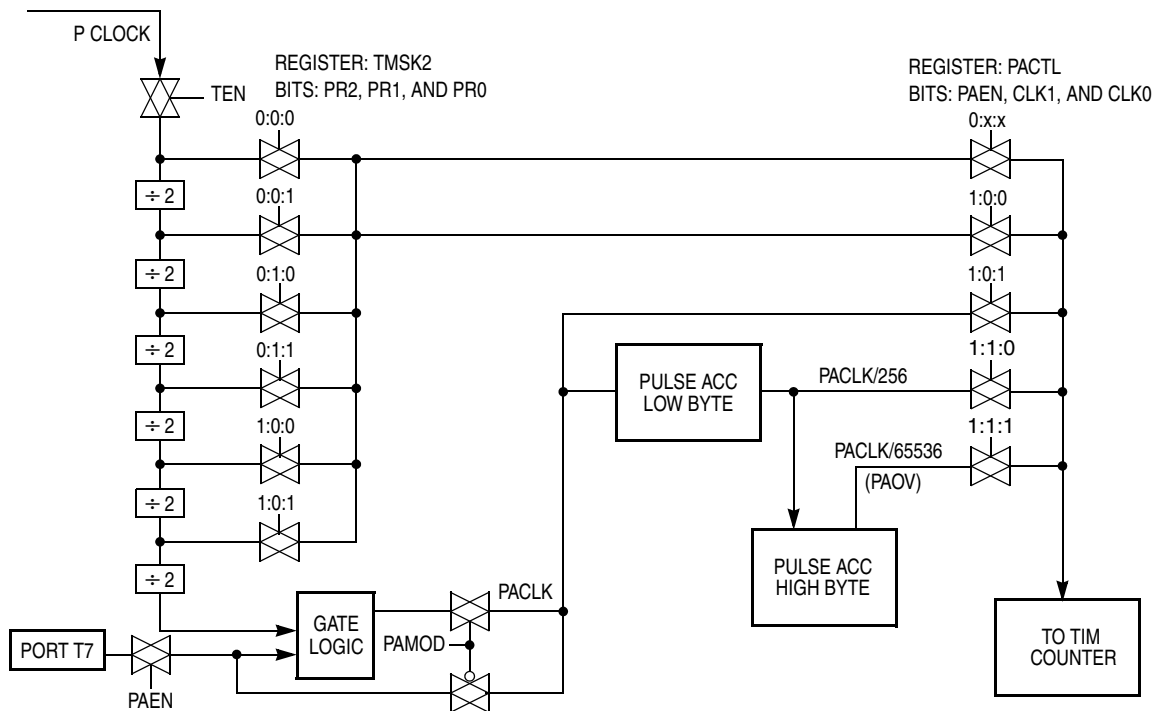 P CLOCK
TEN
REGISTER: TMSK2
BITS: PR2, PR1, AND PR0
REGISTER: PACTL
BITS: PAEN, CLK1, AND CLK0
0:0:0
0:x:x
÷ 2
0:0:1
1:0:0
÷ 2
0:1:0
1:0:1
÷ 2
0:1:1
1:1:0
PULSE ACC
LOW BYTE
PACLK/256
÷ 2
1:0:0
1:1:1
PACLK/65536
(PAOV)
÷ 2
1:0:1
÷ 2
PULSE ACC
HIGH BYTE
GATE
LOGIC
PACLK
PAMOD
PORT T7
PAEN
TO TIM
COUNTER